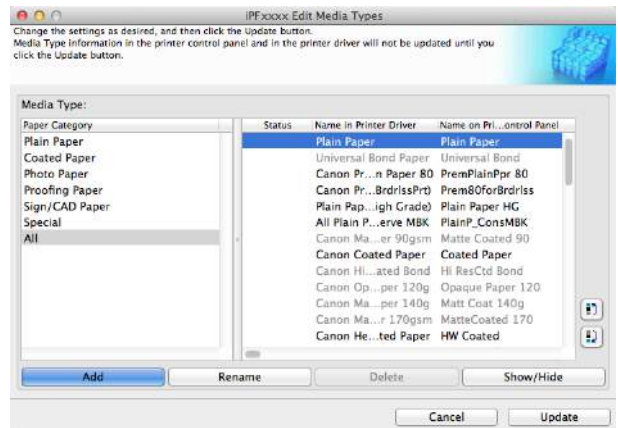 iPFxxxx Edit Media Types
Change the settings as desired, and then click the Update button.
Media Type information in the printer control panel and in the printer driver will not be updated until you
click the Update button.
Media Type:
Paper Category
Plain Paper
Coated Paper
Photo Paper
Proofing Paper
Sign/CAD Paper
Special
All
Status Name in Printer Driver Name on Pri...ontrol Panel
Plain Paper Plain Paper
Universal Bond Paper Universal Bond
Canon Pr...n Paper 80 PremPlainPpr 80
Canon Pr...BrdrlssPrt) Prem80forBrdrlss
Plain Pap...igh Grade) Plain Paper HG
All Plain P...erve MBK PlainP_ConsMBK
Canon Ma...er 90gsm Matte Coated 90
Canon Coated Paper Coated Paper
Canon Hi...ated Bond Hi ResCtd Bond
Canon Op...per 120g Opaque Paper 120
Canon Ma...per 140g Matt Coat 140g
Canon Ma...r 170gsm MatteCoated 170
Canon He...ted Paper HW Coated
Add Rename Delete Show/Hide
Cancel Update